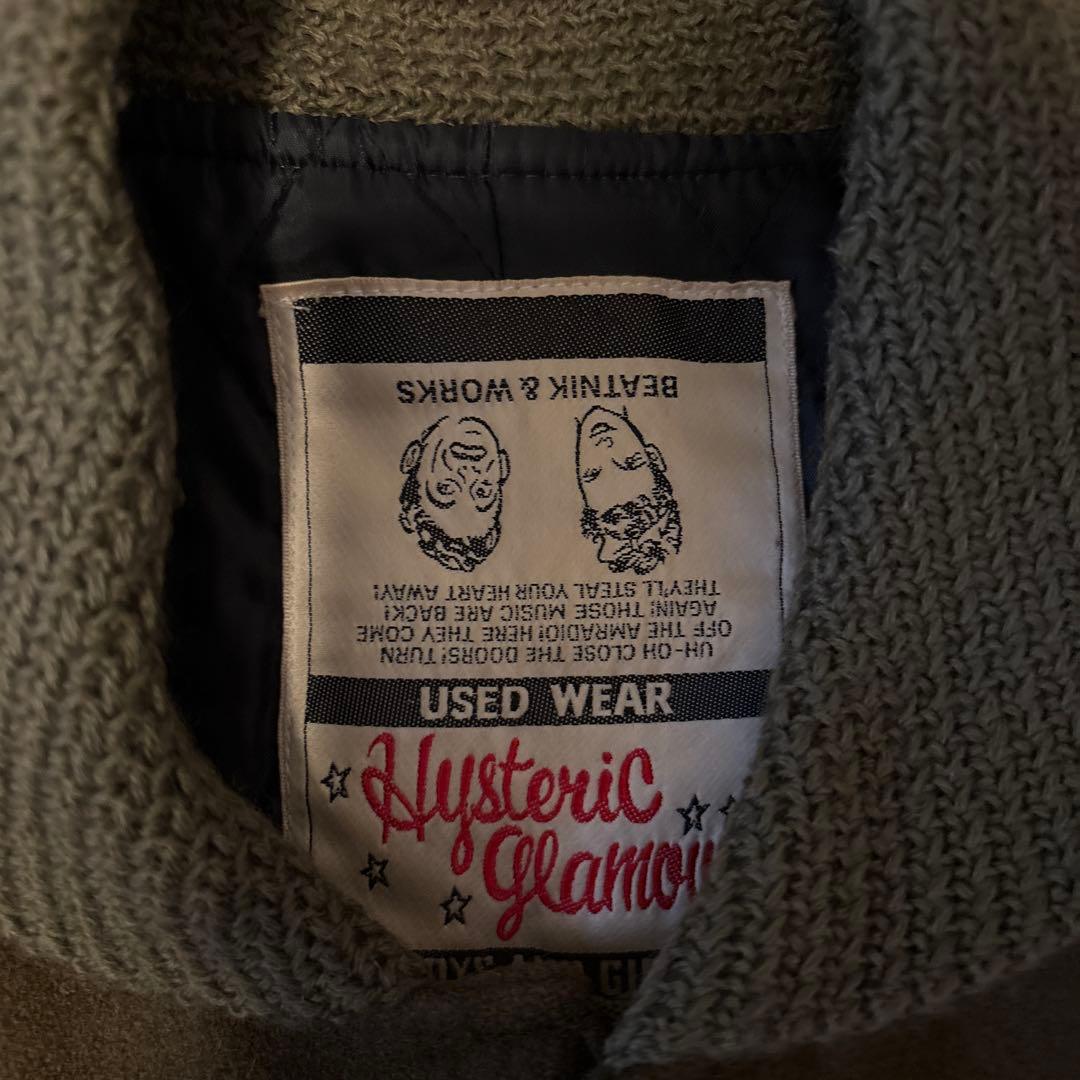 UH-OH CLOSE THE DOORS! TURN
OFF THE AMRADIO! HERE THEY COME
AGAIN! THOSE MUSIC ARE BACK!
THEY'LL STEAL YOUR HEART AWAY!
BEATNIK & WORKS
USED WEAR
Hysteric
Glamou